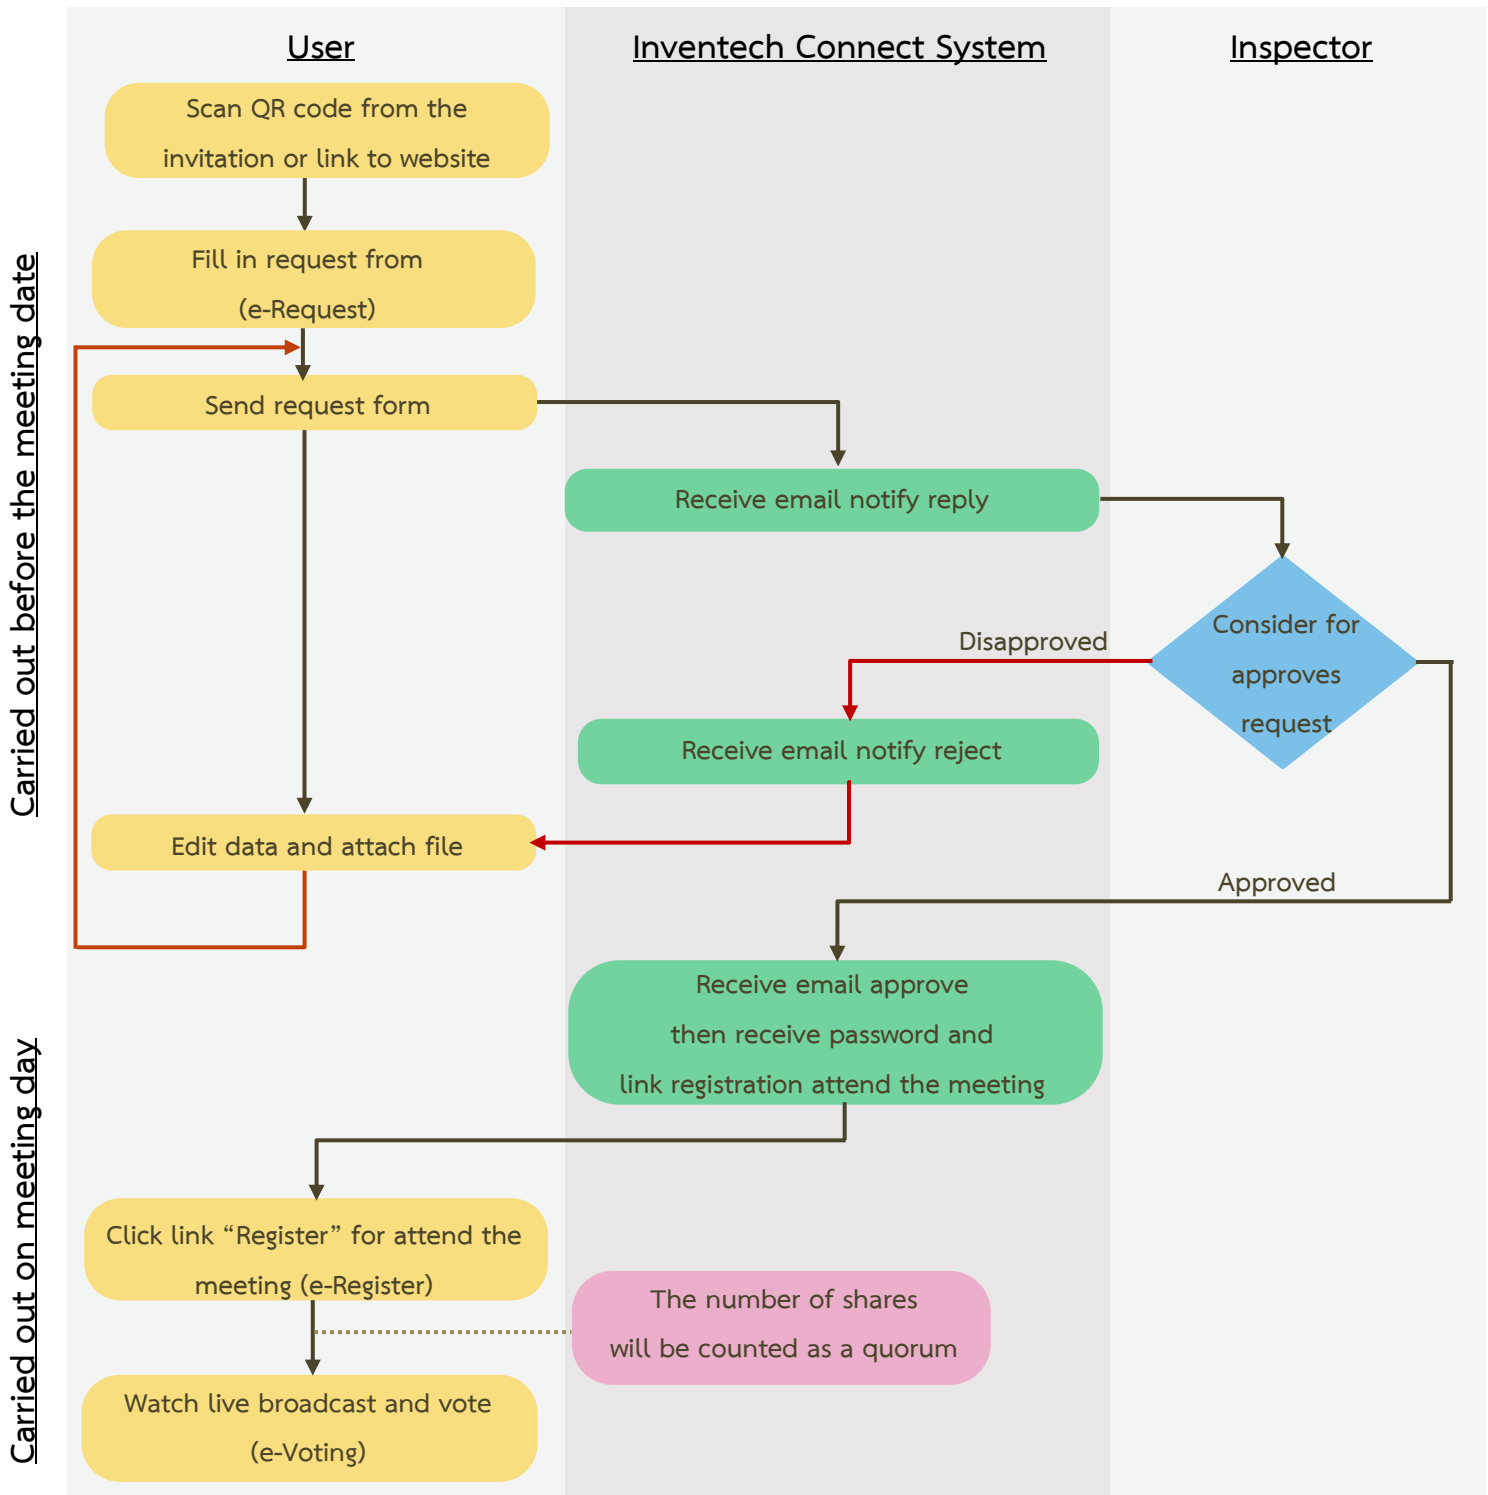 User
Inventech Connect System
Inspector
Carried out before the meeting date
Scan QR code from the
invitation or link to website
Fill in request from
(e-Request)
Send request form
Receive email notify reply
Consider for
approves
request
Disapproved
Receive email notify reject
Edit data and attach file
Approved
Receive email approve
then receive password and
link registration attend the meeting
Carried out on meeting day
Click link “Register” for attend the
meeting (e-Register)
The number of shares
will be counted as a quorum
Watch live broadcast and vote
(e-Voting)